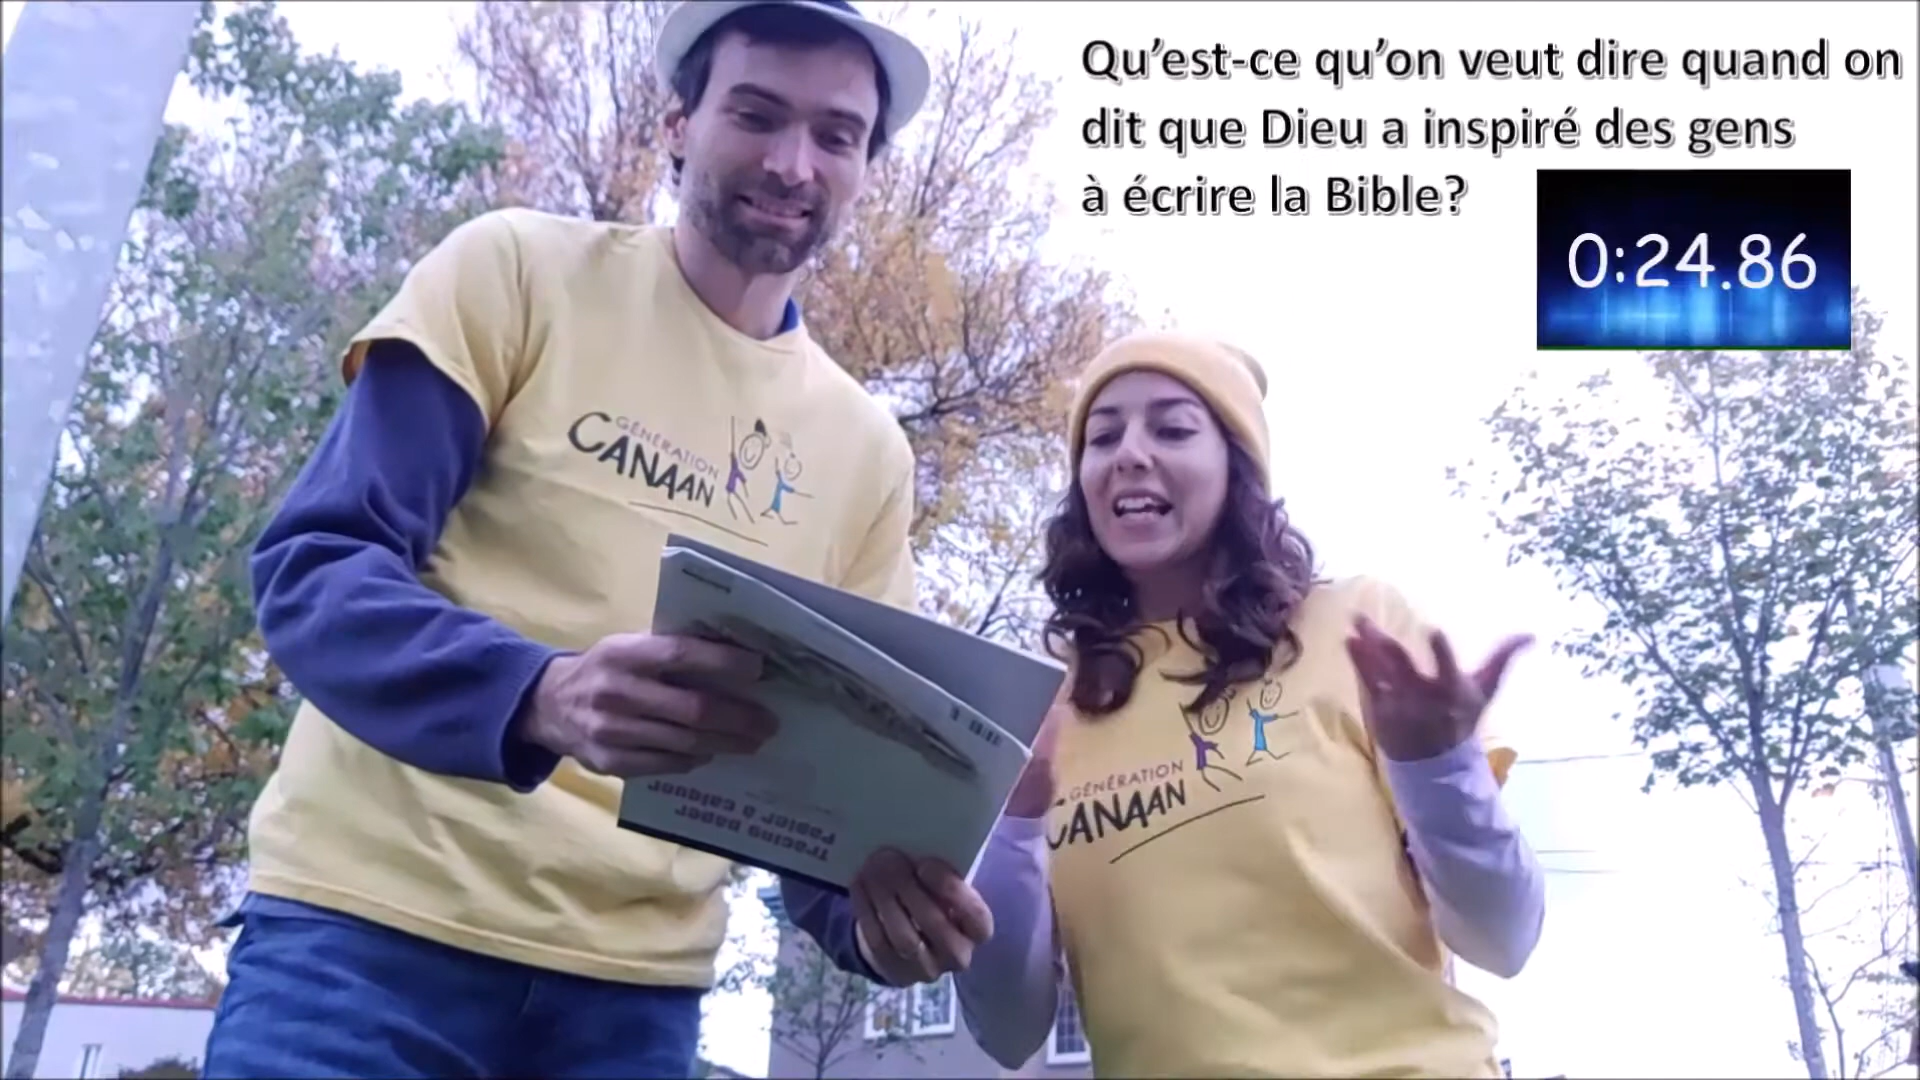 Qu'est-ce qu'on veut dire quand on
dit que Dieu a inspiré des gens
à écrire la Bible?
0:24.86
GÉNÉRATION
CANAAN
GÉNÉRATION
CANAAN
Tracing paper
Papier à calquer